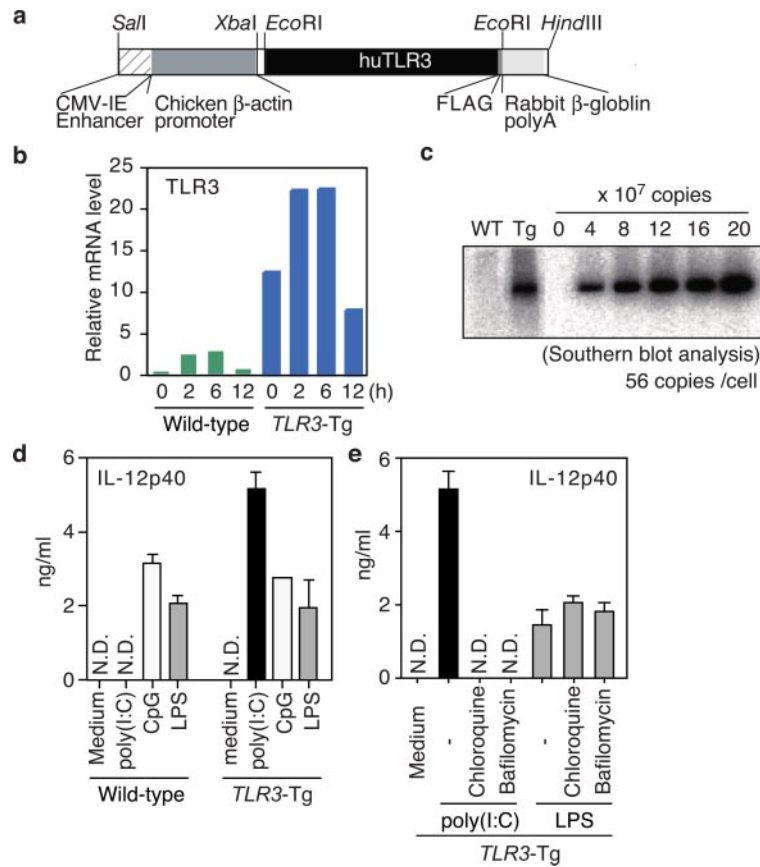 a
SalI XbaI EcoRI EcoRI HindIII
huTLR3
CMV-IE Enhancer
Chicken β-actin promoter
FLAG
Rabbit β-globlin polyA
b
TLR3
Relative mRNA level
25
20
15
10
5
0
0 2 6 12 0 2 6 12 (h)
Wild-type TLR3-Tg
c
x 10⁷ copies
WT Tg 0 4 8 12 16 20
(Southern blot analysis)
56 copies /cell
d
IL-12p40
ng/ml
6
4
2
0
N.D. N.D. N.D.
Medium poly(I:C) CpG LPS medium poly(I:C) CpG LPS
Wild-type TLR3-Tg
e
IL-12p40
ng/ml
6
4
2
0
N.D. N.D. N.D.
Medium - Chloroquine Bafilomycin - Chloroquine Bafilomycin
poly(I:C) LPS
TLR3-Tg